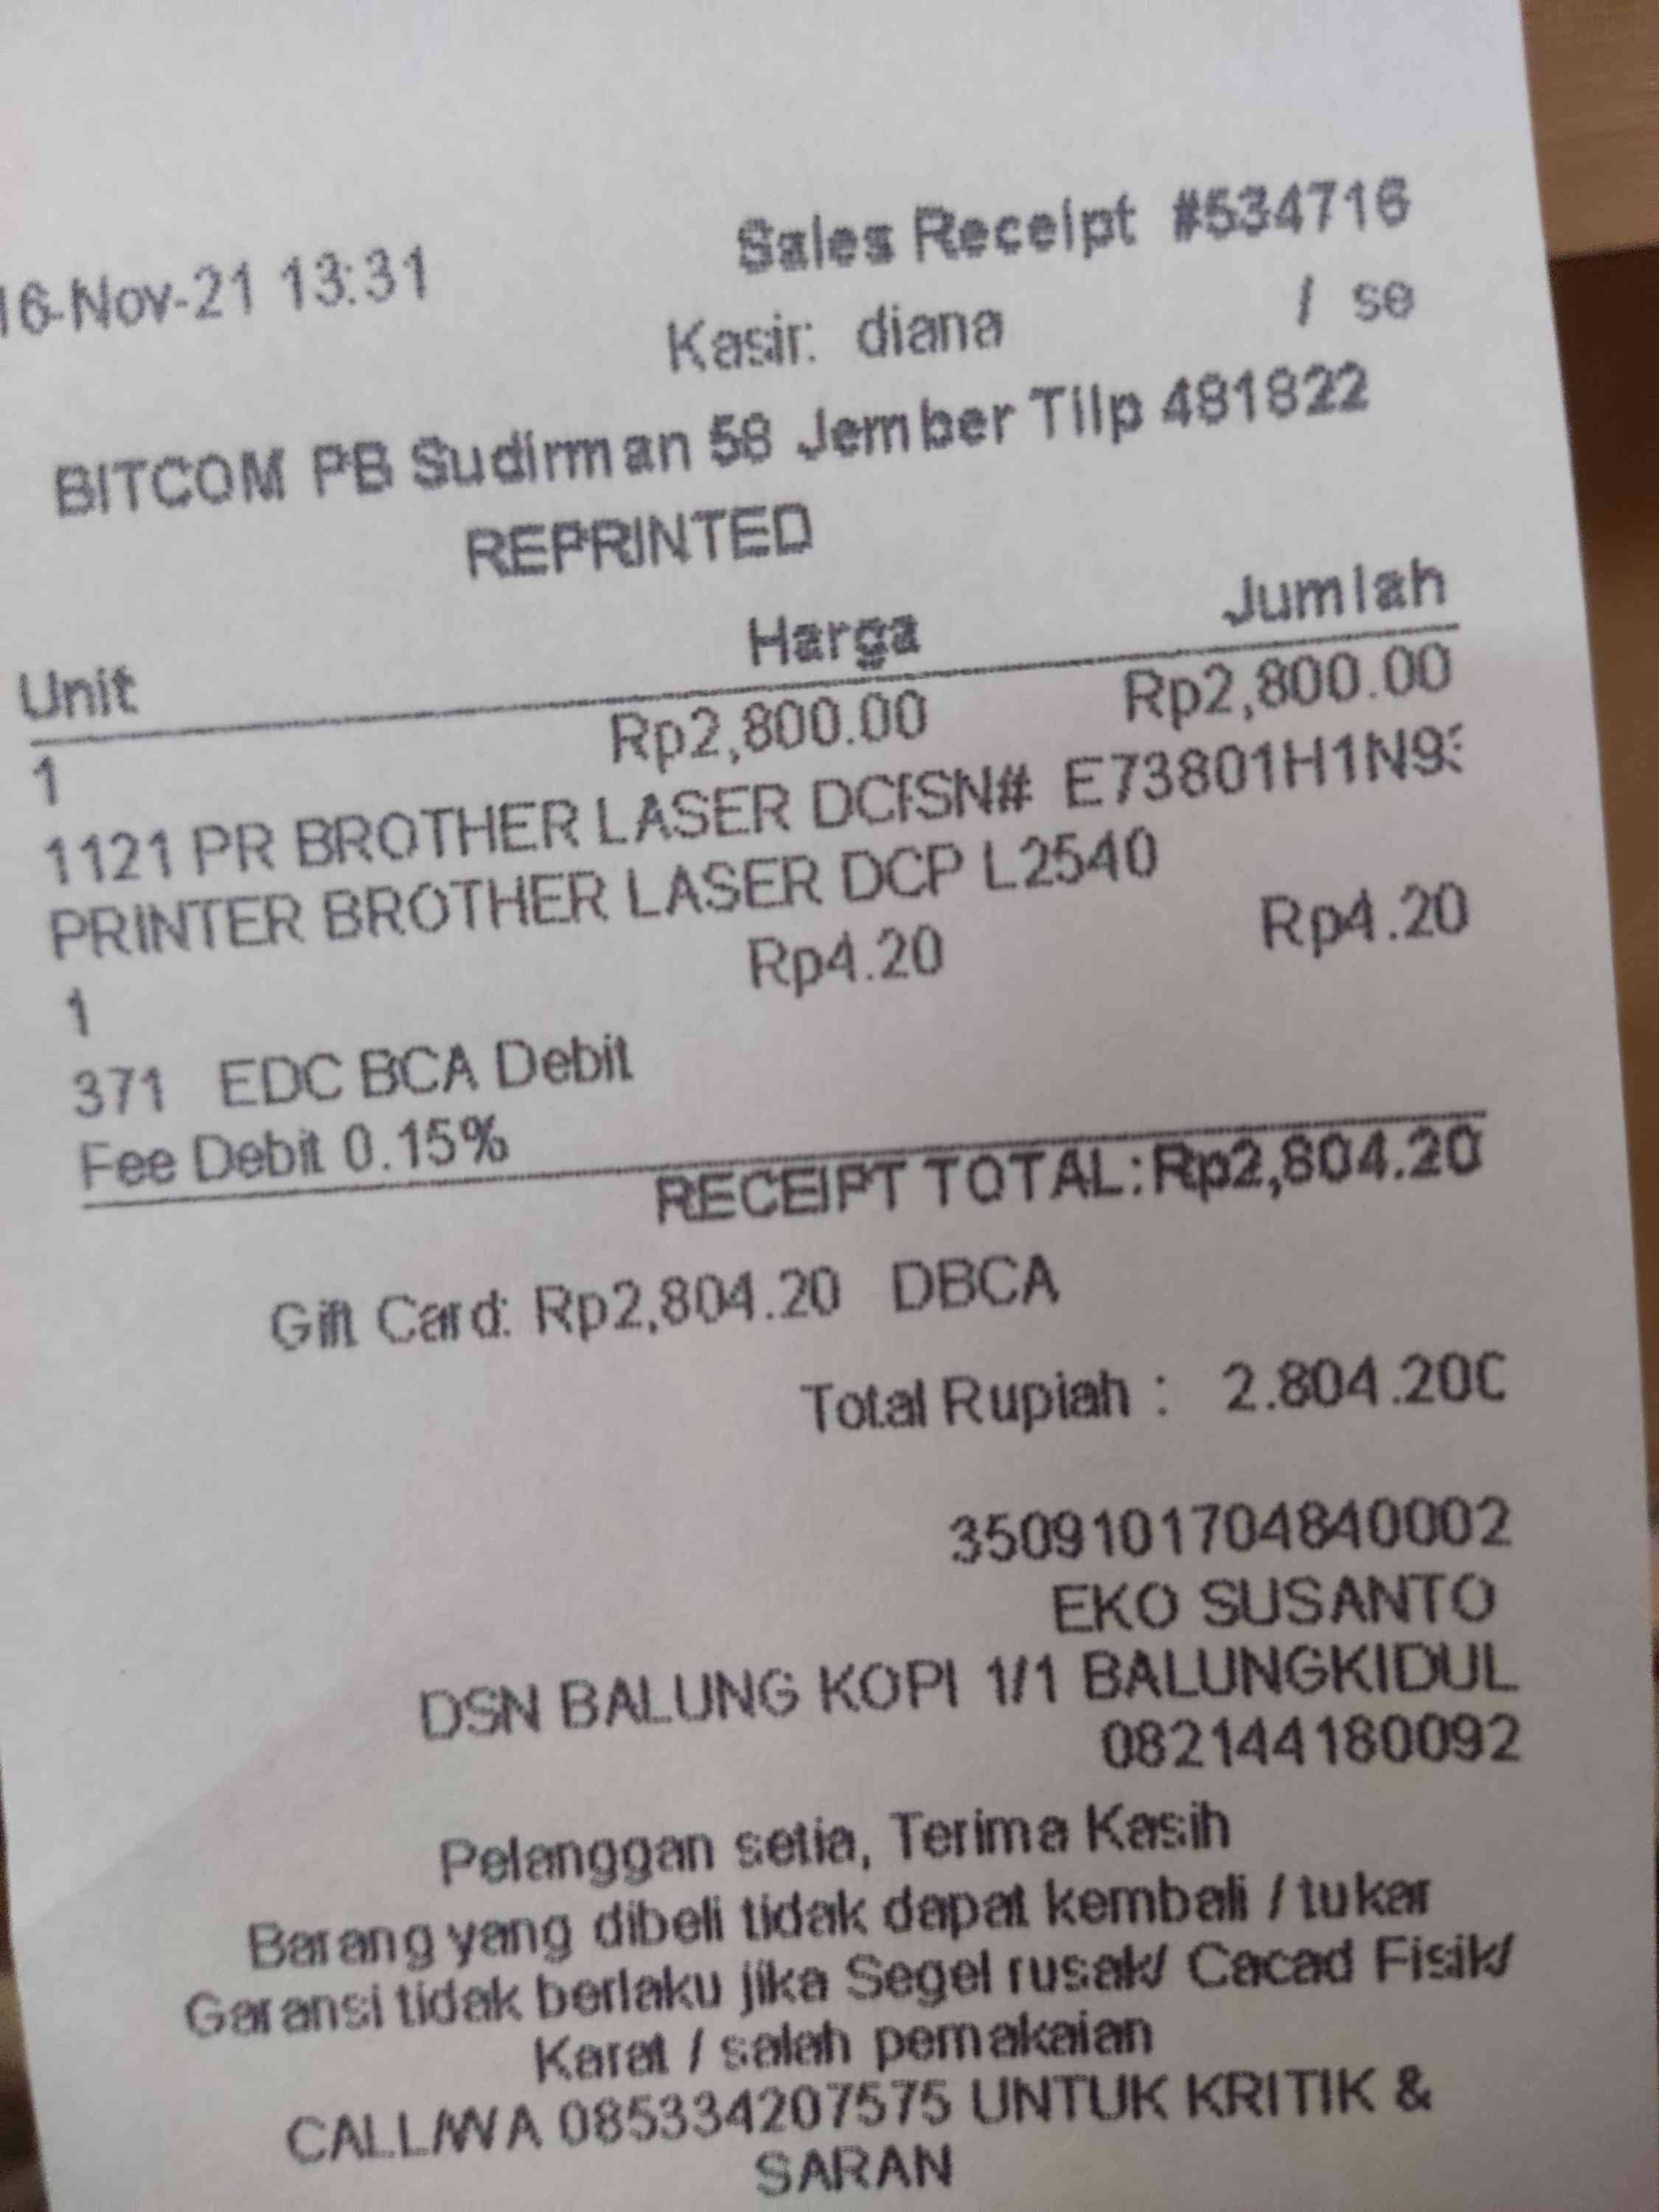 Sales Receipt #534716
16-Nov-21 13:31
Kasir: diana / se
BITCOM PB Sudirman 58 Jember Tllp 481822
REPRINTED
Unit Harga Jumlah
1 Rp2,800.00 Rp2,800.00
1121 PR BROTHER LASER DCFSN# E73801H1N9
PRINTER BROTHER LASER DCP L2540
1 Rp4.20 Rp4.20
371 EDC BCA Debit
Fee Debit 0.15%
RECEIPT TOTAL: Rp2,804.20
Gift Card: Rp2,804.20 DBCA
Total Rupiah : 2.804.200
3509101704840002
EKO SUSANTO
DSN BALUNG KOPI 1/1 BALUNGKIDUL
082144180092
Pelanggan setia, Terima Kasih
Barang yang dibeli tidak dapat kembali / tukar
Garansi tidak berlaku jika Segel rusak/ Cacad Fisik/
Karat / salah pemakaian
CALL/WA 085334207575 UNTUK KRITIK &
SARAN